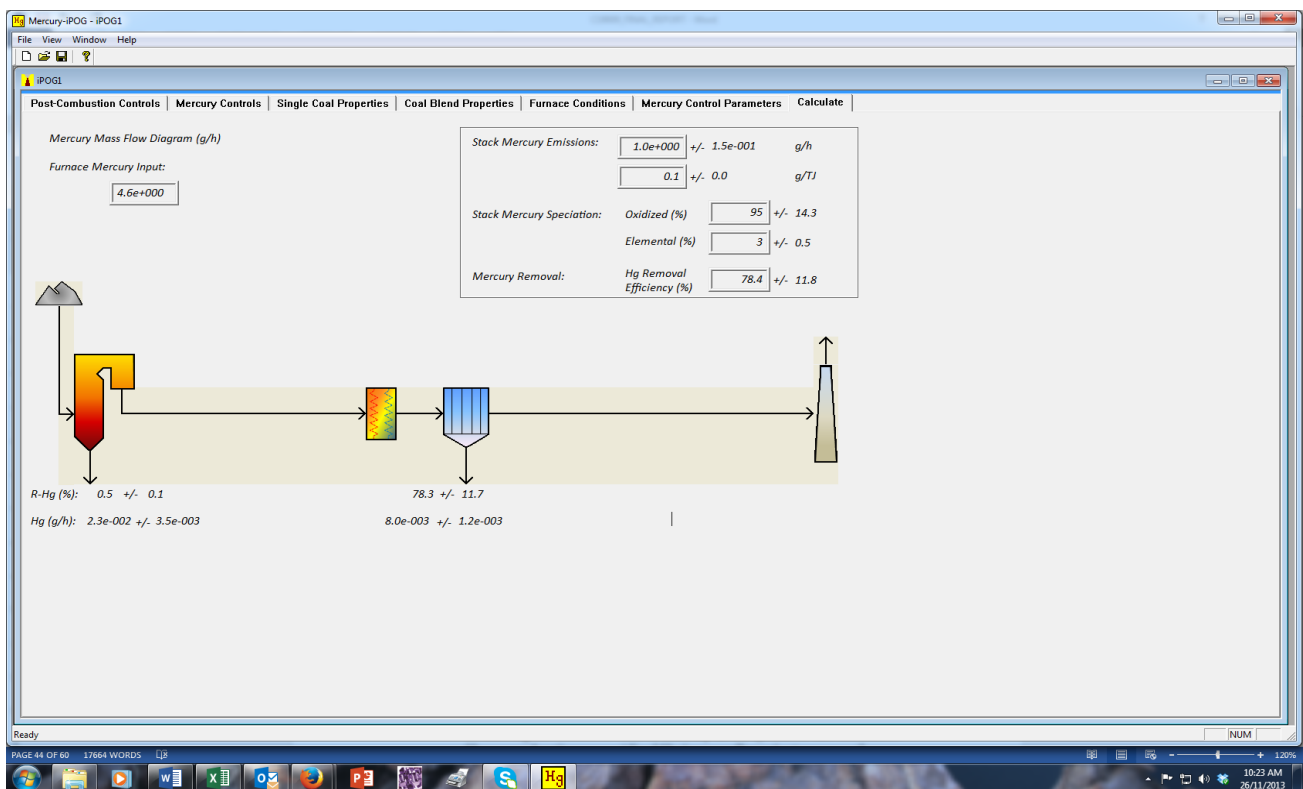 Mercury-iPOG - iPOG1
File View Window Help
iPOG1
Post-Combustion Controls Mercury Controls Single Coal Properties Coal Blend Properties Furnace Conditions Mercury Control Parameters Calculate
Mercury Mass Flow Diagram (g/h)
Furnace Mercury Input:
4.6e+000
Stack Mercury Emissions: 1.0e+000 +/- 1.5e-001 g/h
0.1 +/- 0.0 g/TJ
Stack Mercury Speciation: Oxidized (%) 95 +/- 14.3
Elemental (%) 3 +/- 0.5
Mercury Removal: Hg Removal Efficiency (%) 78.4 +/- 11.8
R-Hg (%): 0.5 +/- 0.1 78.3 +/- 11.7
Hg (g/h): 2.3e-002 +/- 3.5e-003 8.0e-003 +/- 1.2e-003
Ready NUM
PAGE 44 OF 60 17664 WORDS 120%
Hg
10:23 AM
26/11/2013